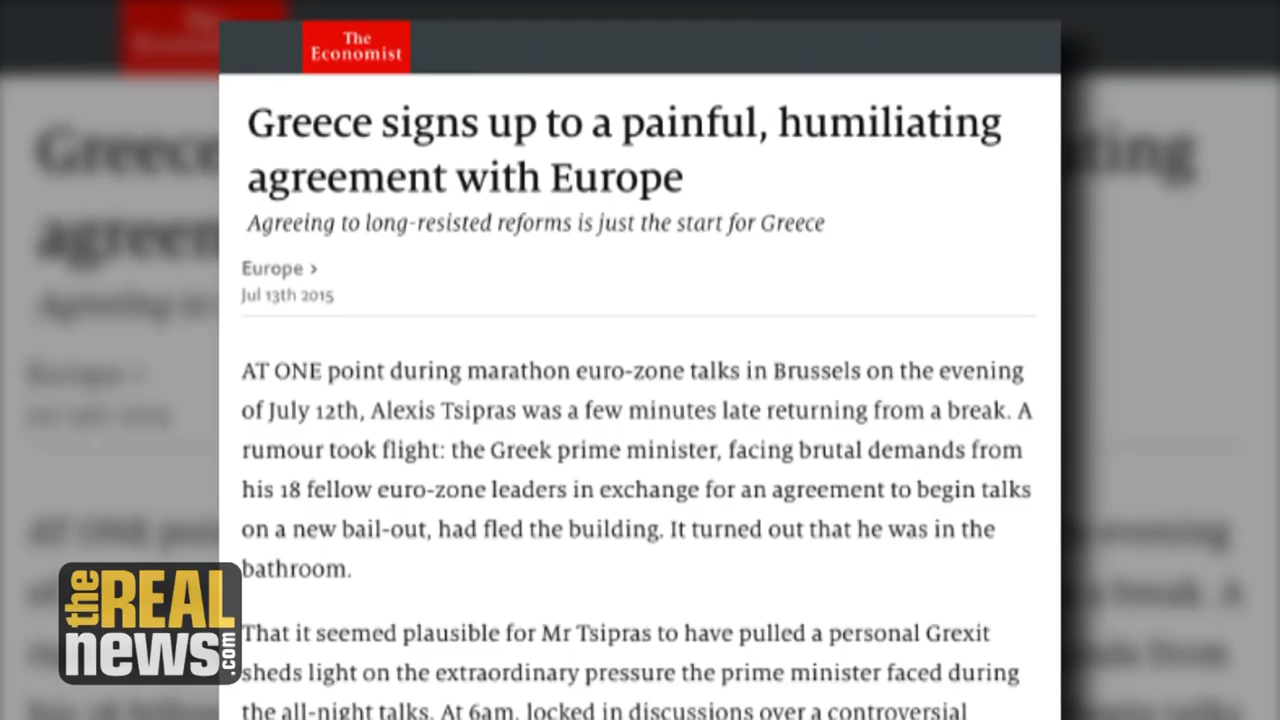 The
Economist
Greece signs up to a painful, humiliating
agreement with Europe
Agreeing to long-resisted reforms is just the start for Greece
Europe >
Jul 13th 2015
AT ONE point during marathon euro-zone talks in Brussels on the evening
of July 12th, Alexis Tsipras was a few minutes late returning from a break. A
rumour took flight: the Greek prime minister, facing brutal demands from
his 18 fellow euro-zone leaders in exchange for an agreement to begin talks
on a new bail-out, had fled the building. It turned out that he was in the
bathroom.
That it seemed plausible for Mr Tsipras to have pulled a personal Grexit
sheds light on the extraordinary pressure the prime minister faced during
the all-night talks. At 6am, locked in discussions over a controversial
the REAL
news.com